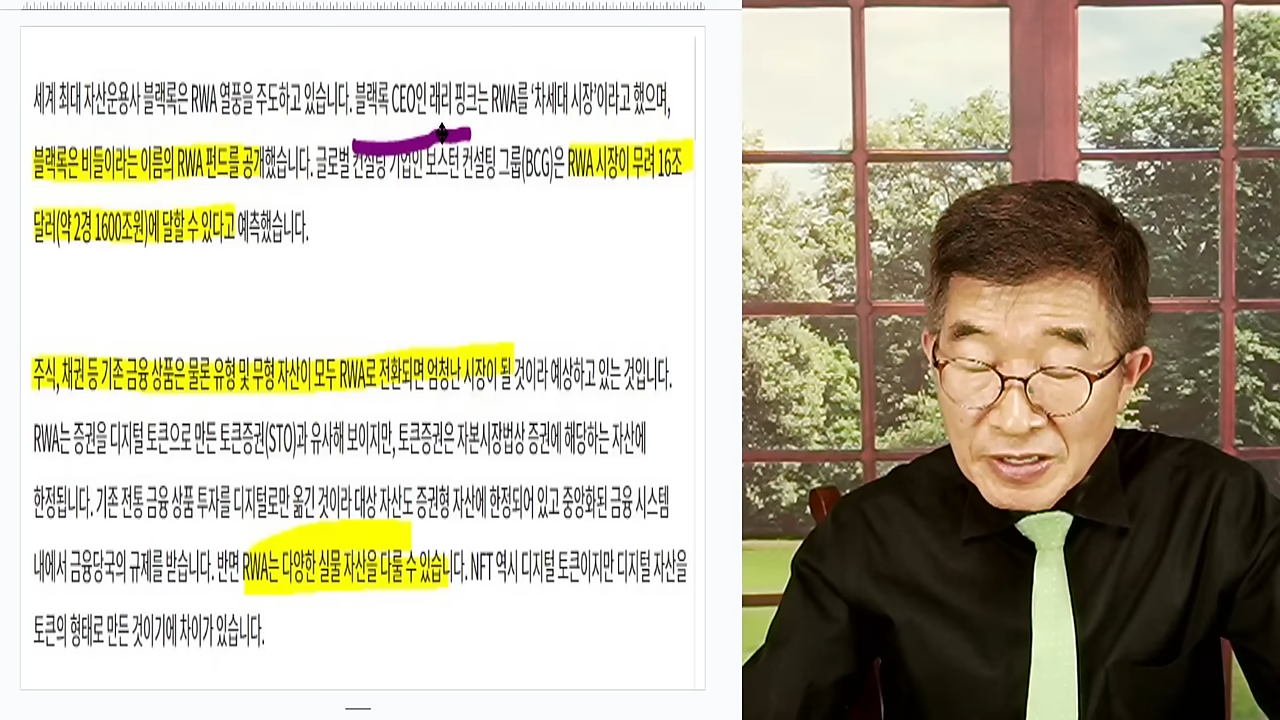 세계 최대 자산운용사 블랙록은 RWA 열풍을 주도하고 있습니다. 블랙록 CEO인 래리 핑크는 RWA를 ‘차세대 시장’이라고 했으며,
블랙록은 비들이라는 이름의 RWA 펀드를 공개했습니다. 글로벌 컨설팅 기업인 보스턴 컨설팅 그룹(BCG)은 RWA 시장이 무려 16조
달러(약 2경 1600조원)에 달할 수 있다고 예측했습니다.
주식, 채권 등 기존 금융 상품은 물론 유형 및 무형 자산이 모두 RWA로 전환되면 엄청난 시장이 될 것이라 예상하고 있는 것입니다.
RWA는 증권을 디지털 토큰으로 만든 토큰증권(STO)과 유사해 보이지만, 토큰증권은 자본시장법상 증권에 해당하는 자산에
한정됩니다. 기존 전통 금융 상품 투자를 디지털로만 옮긴 것이라 대상 자산도 증권형 자산에 한정되어 있고 중앙화된 금융 시스템
내에서 금융당국의 규제를 받습니다. 반면 RWA는 다양한 실물 자산을 다룰 수 있습니다. NFT 역시 디지털 토큰이지만 디지털 자산을
토큰의 형태로 만든 것이기에 차이가 있습니다.